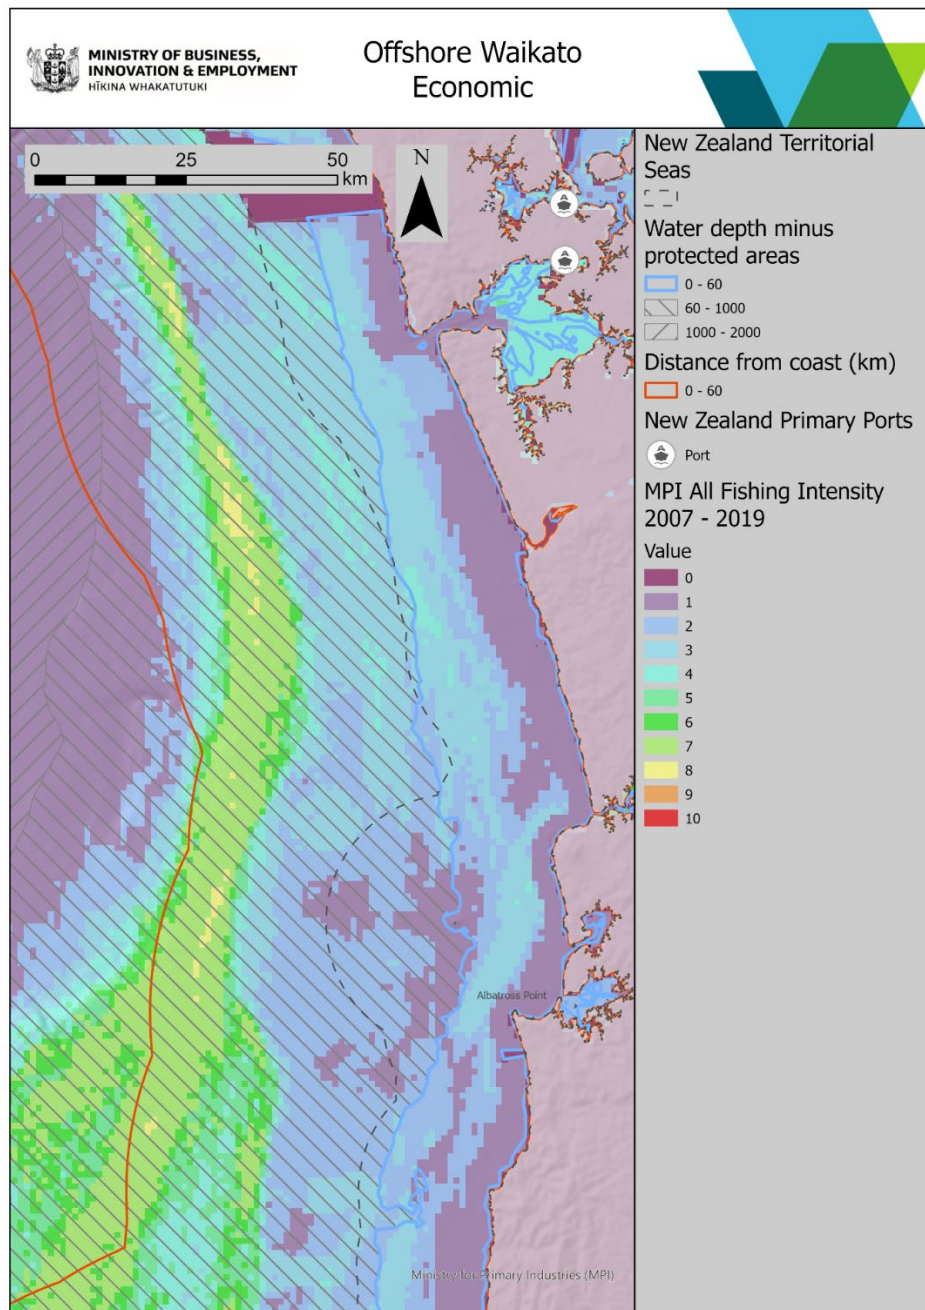 MINISTRY OF BUSINESS,
INNOVATION & EMPLOYMENT
HĪKINA WHAKATUTUKI
Offshore Waikato
Economic
0 25 50
km
N
Albatross Point
Ministry for Primary Industries (MPI)
New Zealand Territorial
Seas
Water depth minus
protected areas
0 - 60
60 - 1000
1000 - 2000
Distance from coast (km)
0 - 60
New Zealand Primary Ports
Port
MPI All Fishing Intensity
2007 - 2019
Value
0
1
2
3
4
5
6
7
8
9
10